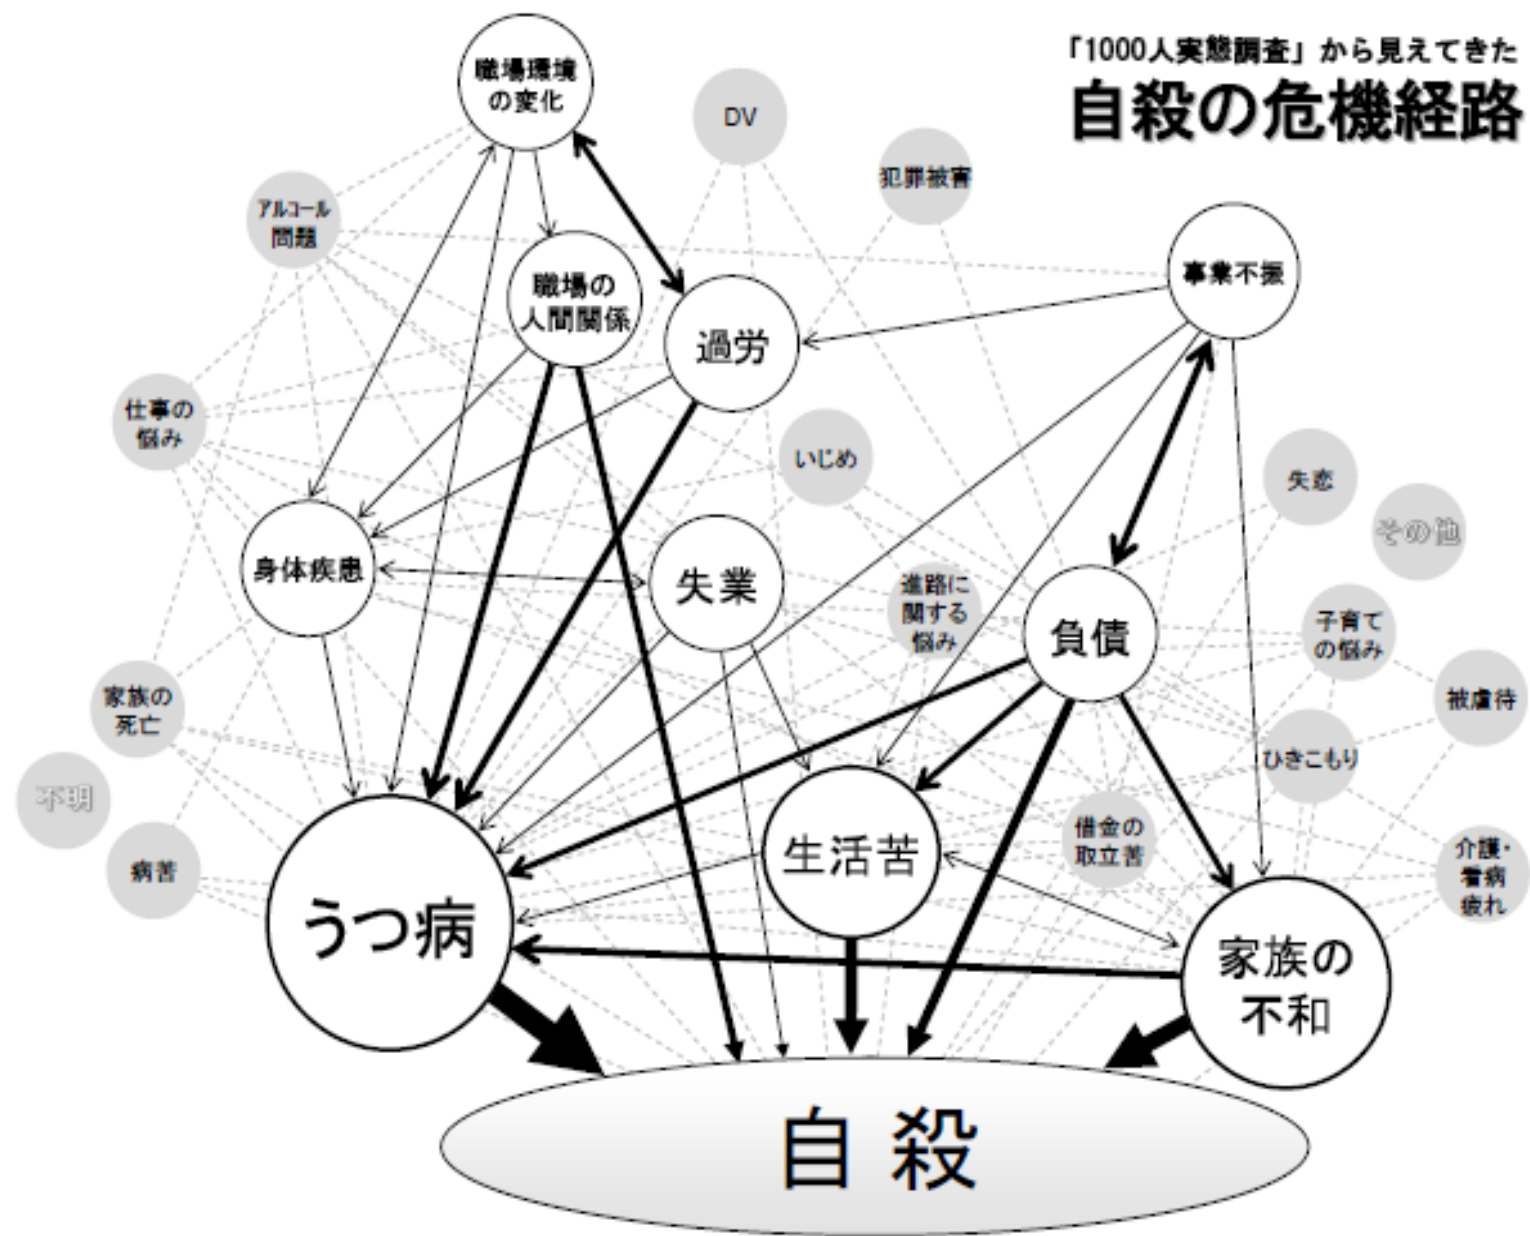 「1000人実態調査」から見えてきた
自殺の危機経路
職場環境
の変化
DV
犯罪被害
アルコール
問題
事業不振
職場の
人間関係
過労
仕事の
悩み
いじめ
失恋
その他
身体疾患
失業
進路に
関する
悩み
負債
子育て
の悩み
家族の
死亡
被虐待
ひきこもり
不明
病苦
生活苦
借金の
取立苦
介護・
看病
疲れ
うつ病
家族の
不和
自殺